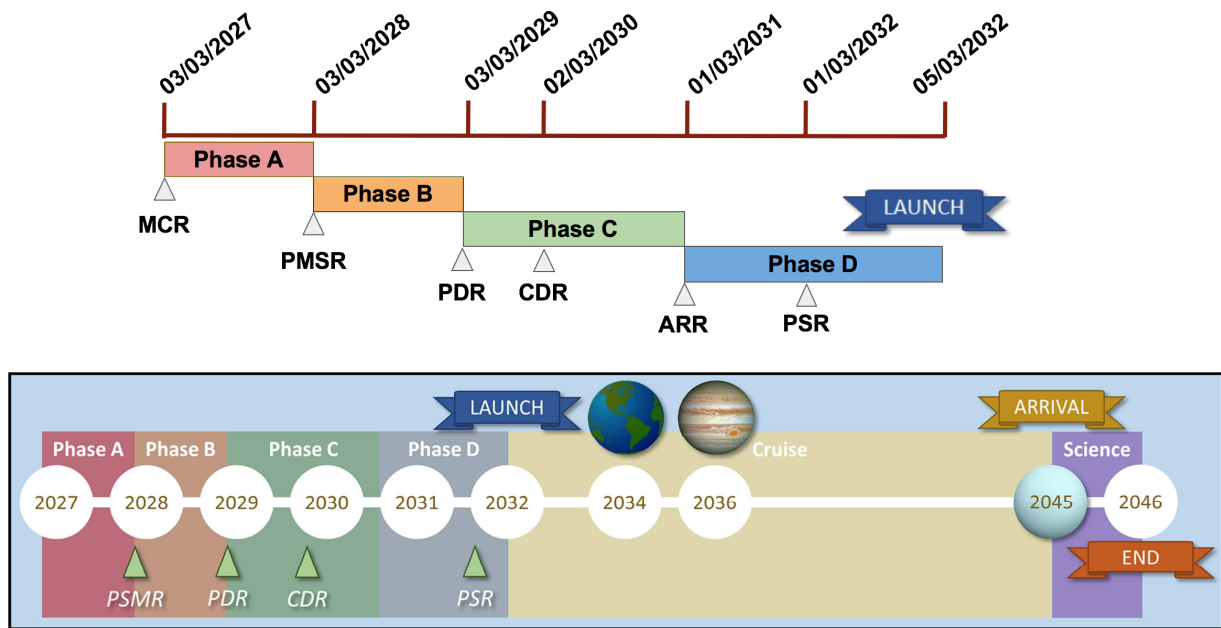 03/03/2027
03/03/2028
03/03/2029
02/03/2030
01/03/2031
01/03/2032
05/03/2032
Phase A
MCR
Phase B
LAUNCH
PMSR
Phase C
PDR
CDR
Phase D
ARR
PSR
LAUNCH
ARRIVAL
Phase A
Phase B
Phase C
Phase D
Cruise
Science
2027
2028
2029
2030
2031
2032
2034
2036
2045
2046
END
PSMR
PDR
CDR
PSR